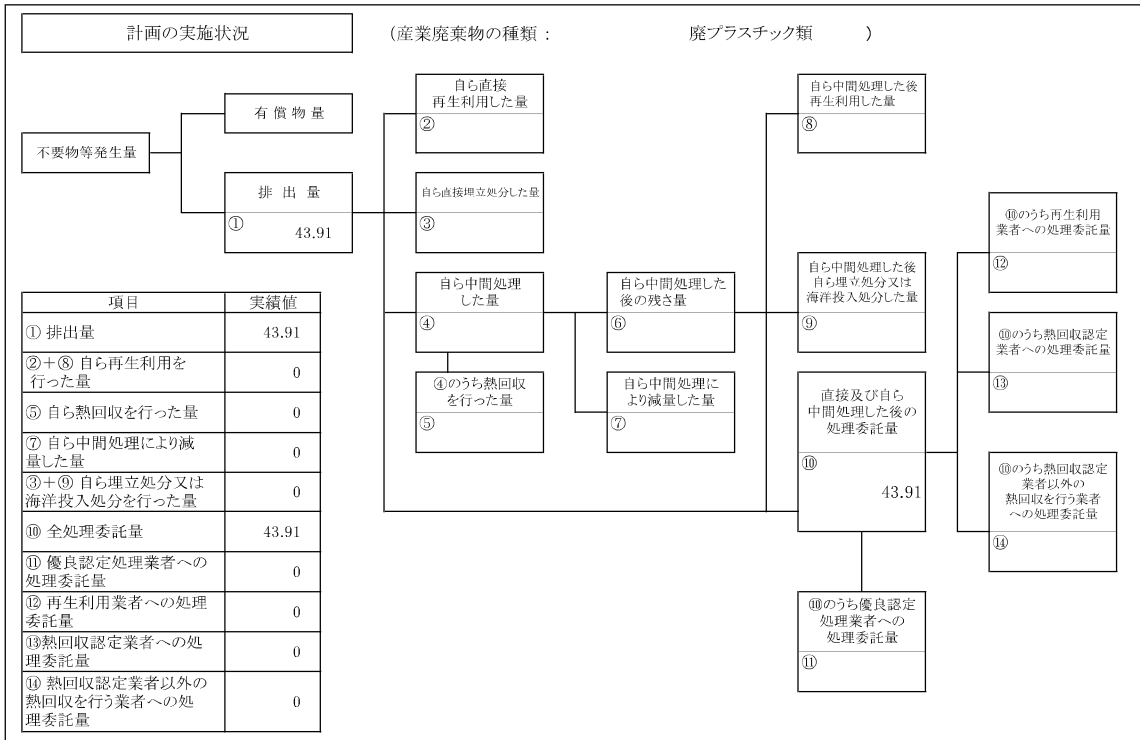 計画の実施状況
(産業廃棄物の種類 : 廃プラスチック類 )
不要物等発生量
有 償 物 量
排 出 量
①
43.91
自ら直接
再生利用した量
②
自ら直接埋立処分した量
③
自ら中間処理
した量
④
④のうち熱回収
を行った量
⑤
自ら中間処理した
後の残さ量
⑥
自ら中間処理に
より減量した量
⑦
自ら中間処理した後
再生利用した量
⑧
自ら中間処理した後
自ら埋立処分又は
海洋投入処分した量
⑨
直接及び自ら
中間処理した後の
処理委託量
⑩
43.91
⑩のうち優良認定
処理業者への
処理委託量
⑪
⑩のうち再生利用
業者への処理委託量
⑫
⑩のうち熱回収認定
業者への処理委託量
⑬
⑩のうち熱回収認定
業者以外の
熱回収を行う業者
への処理委託量
⑭
項目 実績値
① 排出量 43.91
②+⑧ 自ら再生利用を
行った量 0
⑤ 自ら熱回収を行った量 0
⑦ 自ら中間処理により減
量した量 0
③+⑨ 自ら埋立処分又は
海洋投入処分を行った量 0
⑩ 全処理委託量 43.91
⑪ 優良認定処理業者への
処理委託量 0
⑫ 再生利用業者への処理
委託量 0
⑬熱回収認定業者への処
理委託量 0
⑭ 熱回収認定業者以外の
熱回収を行う業者への処
理委託量 0